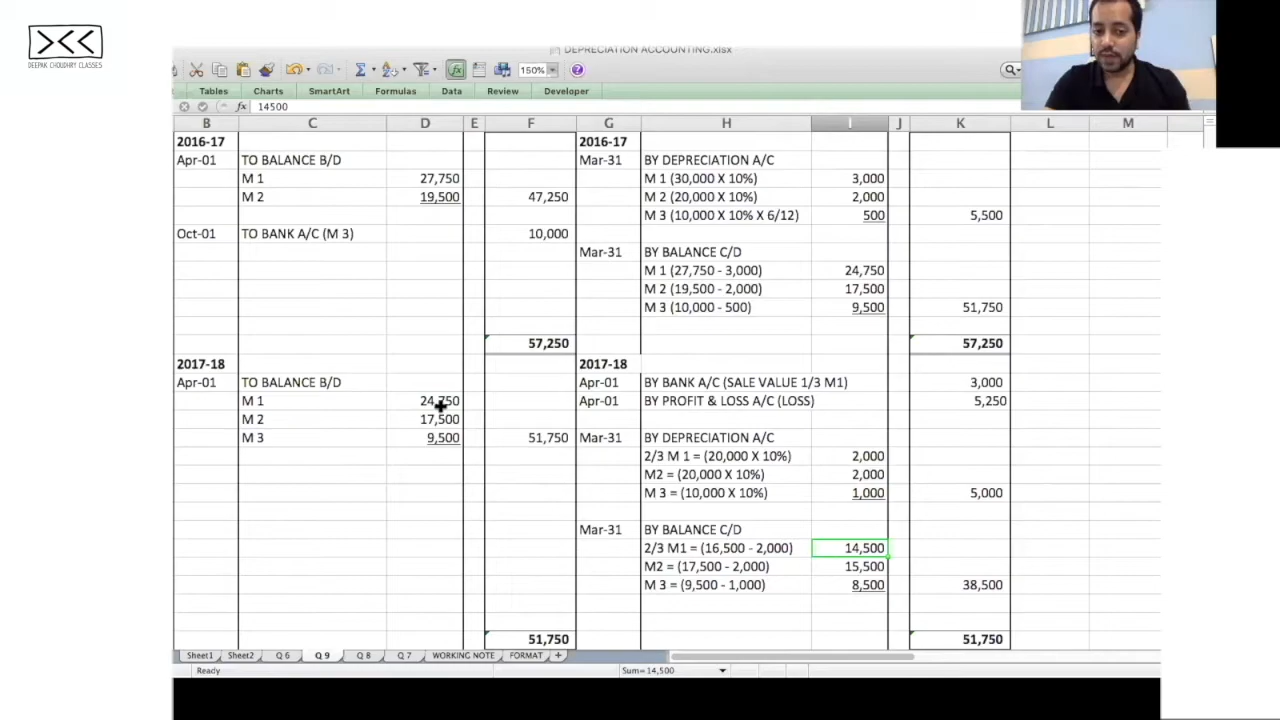 DEEPAK CHOUDHRY CLASSES
DEPRECIATION ACCOUNTING.xlsx
150%
Tables Charts SmartArt Formulas Data Review Developer
fx 14500
B C D E F G H I J K L M
2016-17 2016-17
Apr-01 TO BALANCE B/D Mar-31 BY DEPRECIATION A/C
M 1 27,750 M 1 (30,000 X 10%) 3,000
M 2 19,500 47,250 M 2 (20,000 X 10%) 2,000
M 3 (10,000 X 10% X 6/12) 500 5,500
Oct-01 TO BANK A/C (M 3) 10,000
Mar-31 BY BALANCE C/D
M 1 (27,750 - 3,000) 24,750
M 2 (19,500 - 2,000) 17,500
M 3 (10,000 - 500) 9,500 51,750
57,250 57,250
2017-18 2017-18
Apr-01 TO BALANCE B/D Apr-01 BY BANK A/C (SALE VALUE 1/3 M1) 3,000
M 1 24,750 Apr-01 BY PROFIT & LOSS A/C (LOSS) 5,250
M 2 17,500
M 3 9,500 51,750 Mar-31 BY DEPRECIATION A/C
2/3 M 1 = (20,000 X 10%) 2,000
M2 = (20,000 X 10%) 2,000
M 3 = (10,000 X 10%) 1,000 5,000
Mar-31 BY BALANCE C/D
2/3 M1 = (16,500 - 2,000) 14,500
M2 = (17,500 - 2,000) 15,500
M 3 = (9,500 - 1,000) 8,500 38,500
51,750 51,750
Sheet1 Sheet2 Q 6 Q 9 Q 8 Q 7 WORKING NOTE FORMAT +
Ready Sum=14,500